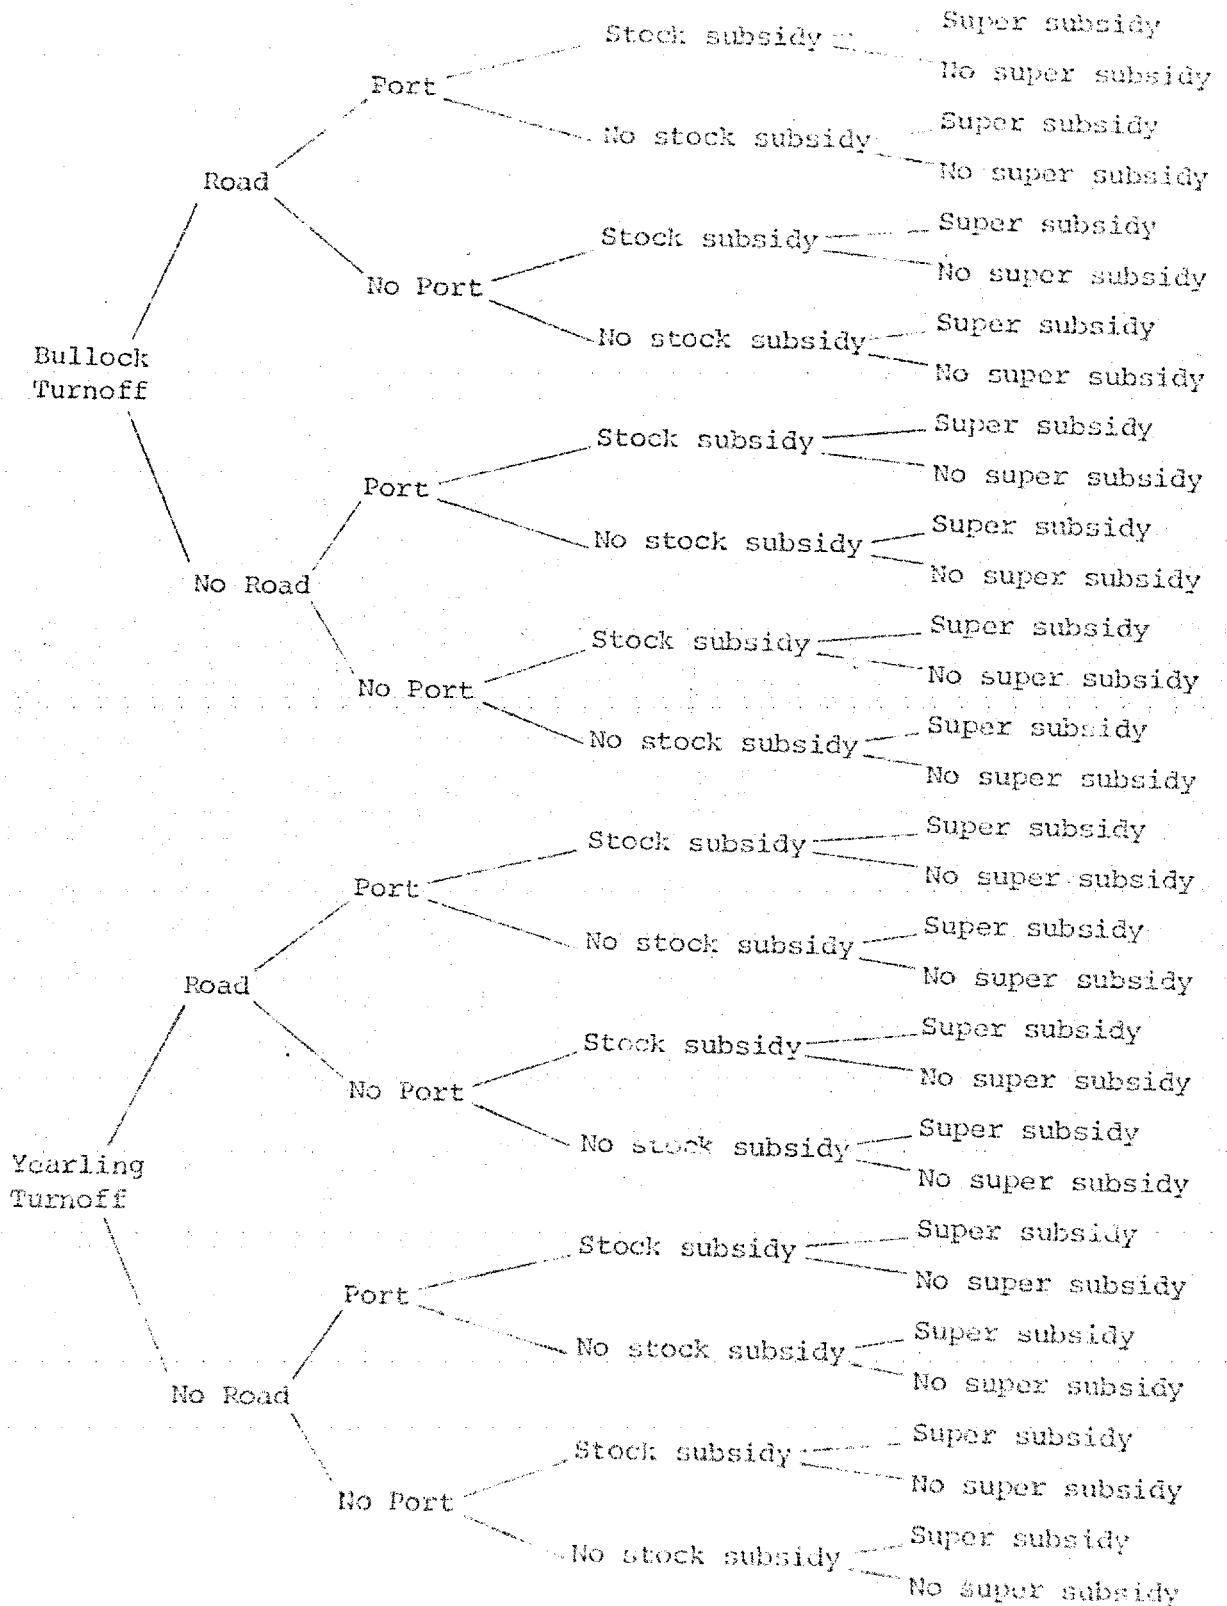 Super subsidy
Stock subsidy
No super subsidy
Port
Super subsidy
No stock subsidy
No super subsidy
Road
Super subsidy
Stock subsidy
No super subsidy
No Port
Super subsidy
No stock subsidy
No super subsidy
Bullock
Turnoff
Super subsidy
Stock subsidy
No super subsidy
Port
Super subsidy
No stock subsidy
No super subsidy
No Road
Super subsidy
Stock subsidy
No super subsidy
No Port
Super subsidy
No stock subsidy
No super subsidy
Super subsidy
Stock subsidy
No super subsidy
Port
Super subsidy
No stock subsidy
No super subsidy
Road
Super subsidy
Stock subsidy
No super subsidy
No Port
Super subsidy
No stock subsidy
No super subsidy
Yearling
Turnoff
Super subsidy
Stock subsidy
No super subsidy
Port
Super subsidy
No stock subsidy
No super subsidy
No Road
Super subsidy
Stock subsidy
No super subsidy
No Port
Super subsidy
No stock subsidy
No super subsidy